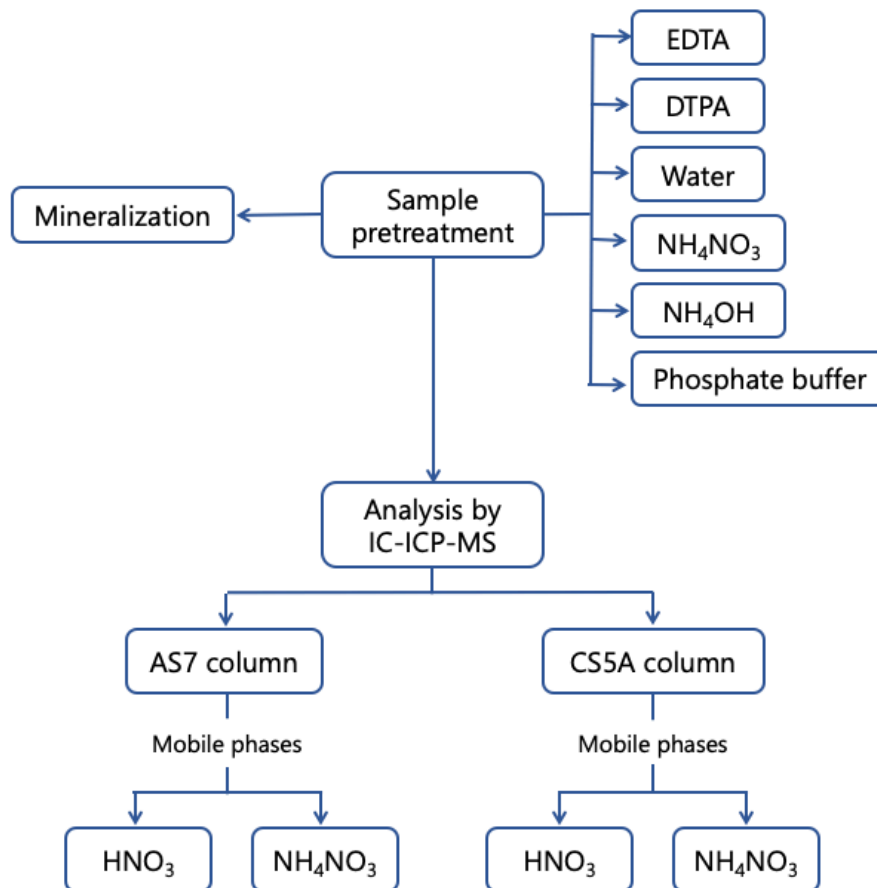 EDTA
DTPA
Water
NH₄NO₃
NH₄OH
Phosphate buffer
Mineralization
Sample
pretreatment
Analysis by
IC-ICP-MS
AS7 column
CS5A column
Mobile phases
Mobile phases
HNO₃
NH₄NO₃
HNO₃
NH₄NO₃